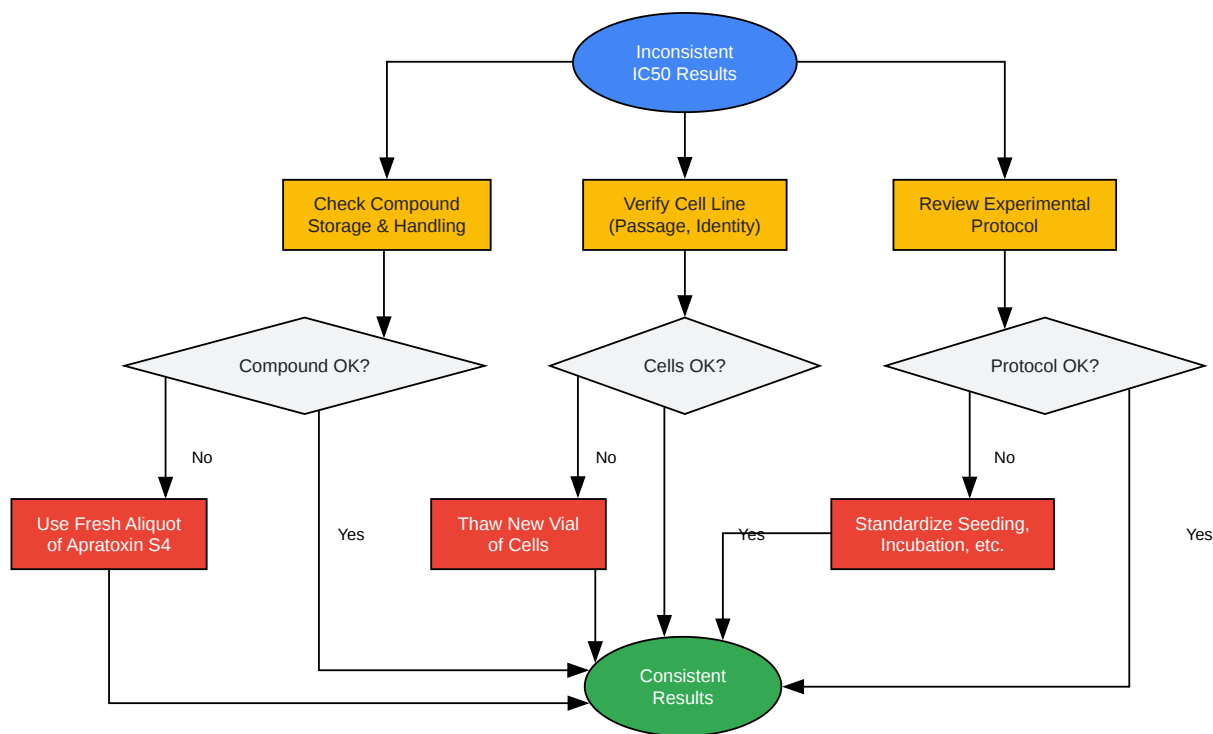 Inconsistent
IC50 Results
Check Compound
Storage & Handling
Verify Cell Line
(Passage, Identity)
Review Experimental
Protocol
Compound OK?
Cells OK?
Protocol OK?
No
No
No
Use Fresh Aliquot
of Apratoxin S4
Yes
Thaw New Vial
of Cells
Yes
Standardize Seeding,
Incubation, etc.
Yes
Consistent
Results